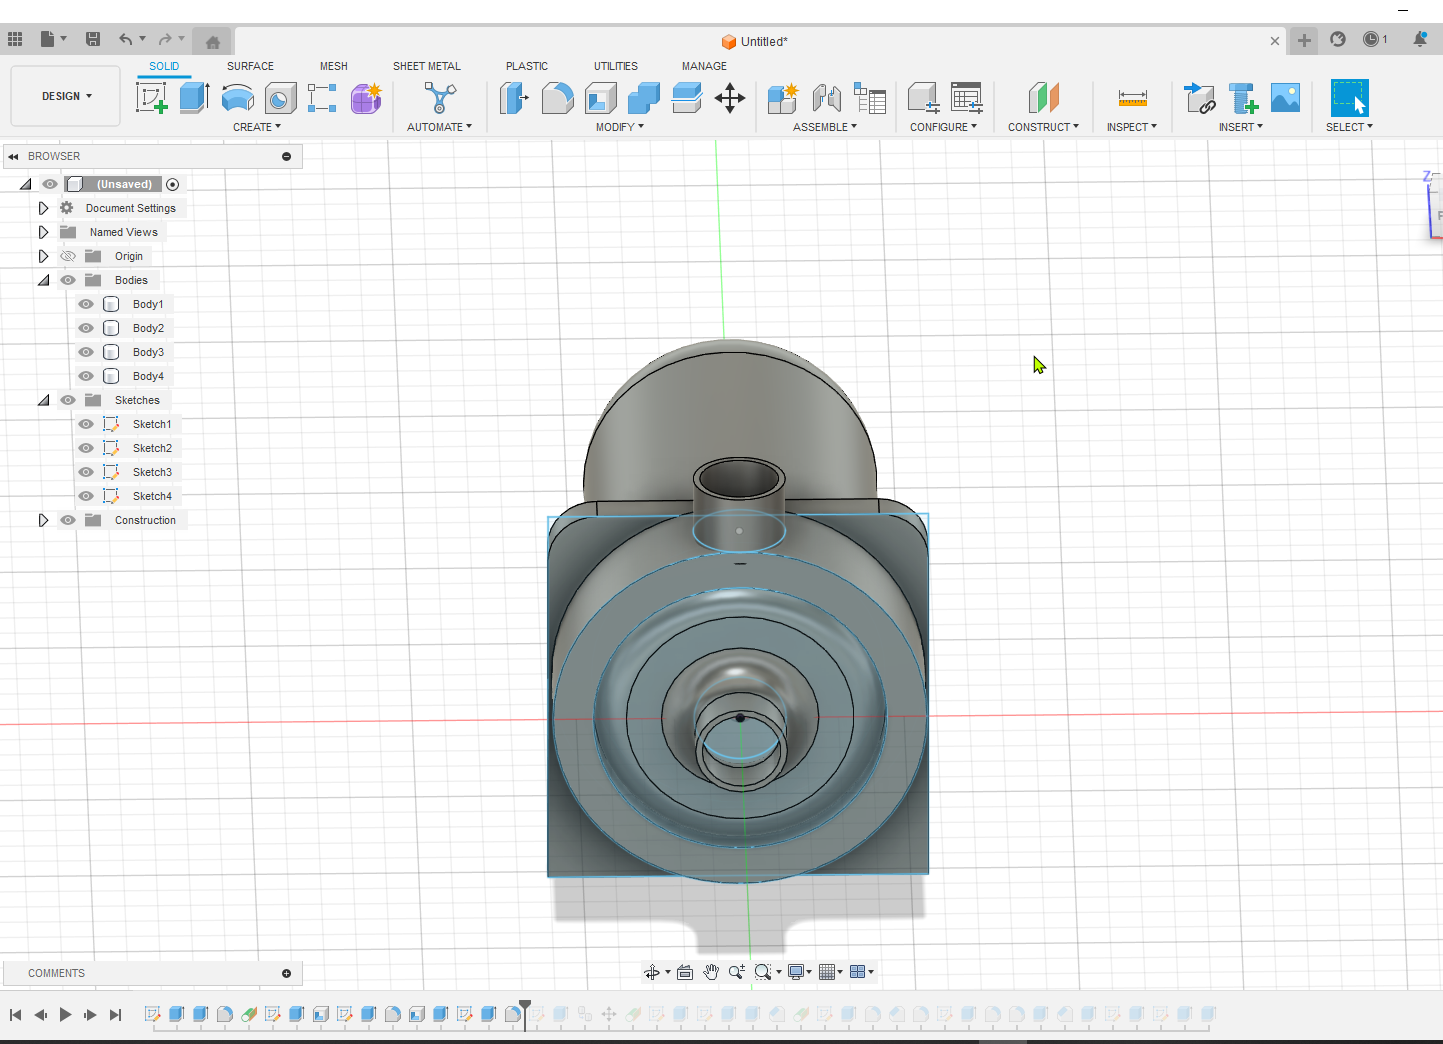 Untitled*
1
DESIGN
SOLID
SURFACE
MESH
SHEET METAL
PLASTIC
UTILITIES
MANAGE
CREATE
AUTOMATE
MODIFY
ASSEMBLE
CONFIGURE
CONSTRUCT
INSPECT
INSERT
SELECT
BROWSER
(Unsaved)
Document Settings
Named Views
Origin
Bodies
Body1
Body2
Body3
Body4
Sketches
Sketch1
Sketch2
Sketch3
Sketch4
Construction
Z
COMMENTS